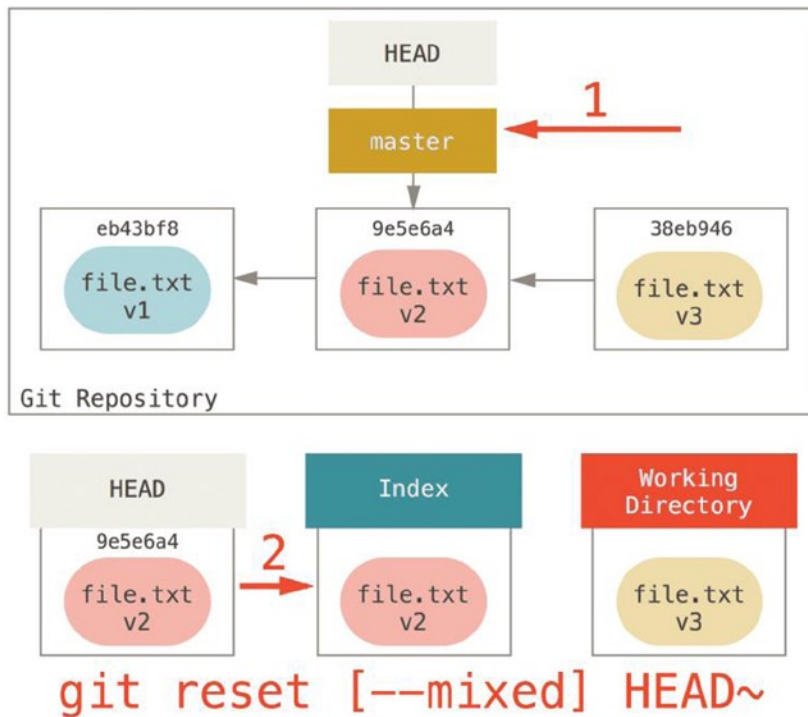 HEAD
1
master
eb43bf8
9e5e6a4
38eb946
file.txt
v1
file.txt
v2
file.txt
v3
Git Repository
HEAD
Index
Working
Directory
9e5e6a4
2
file.txt
v2
file.txt
v2
file.txt
v3
git reset [--mixed] HEAD~